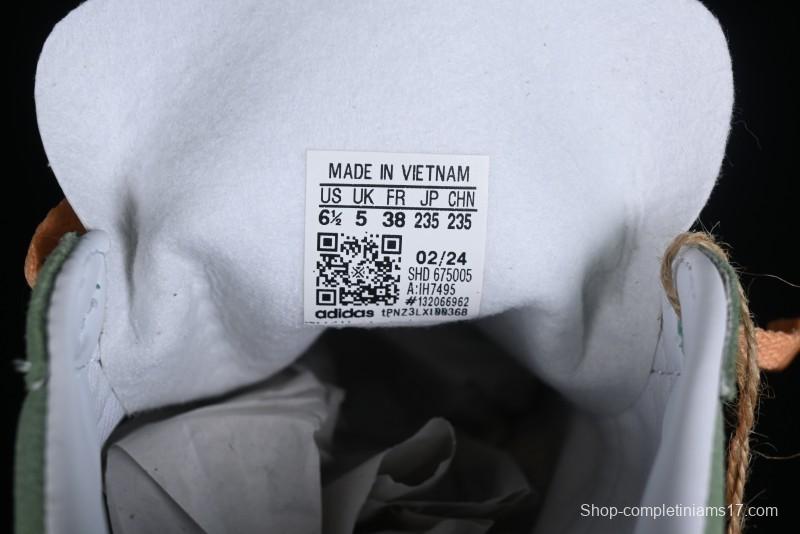 MADE IN VIETNAM
US UK FR JP CHN
6½ 5 38 235 235
02/24
SHD 675005
A:IH7495
#132066962
adidas tPNZ3LXI00368
Shop-completiniams17.com